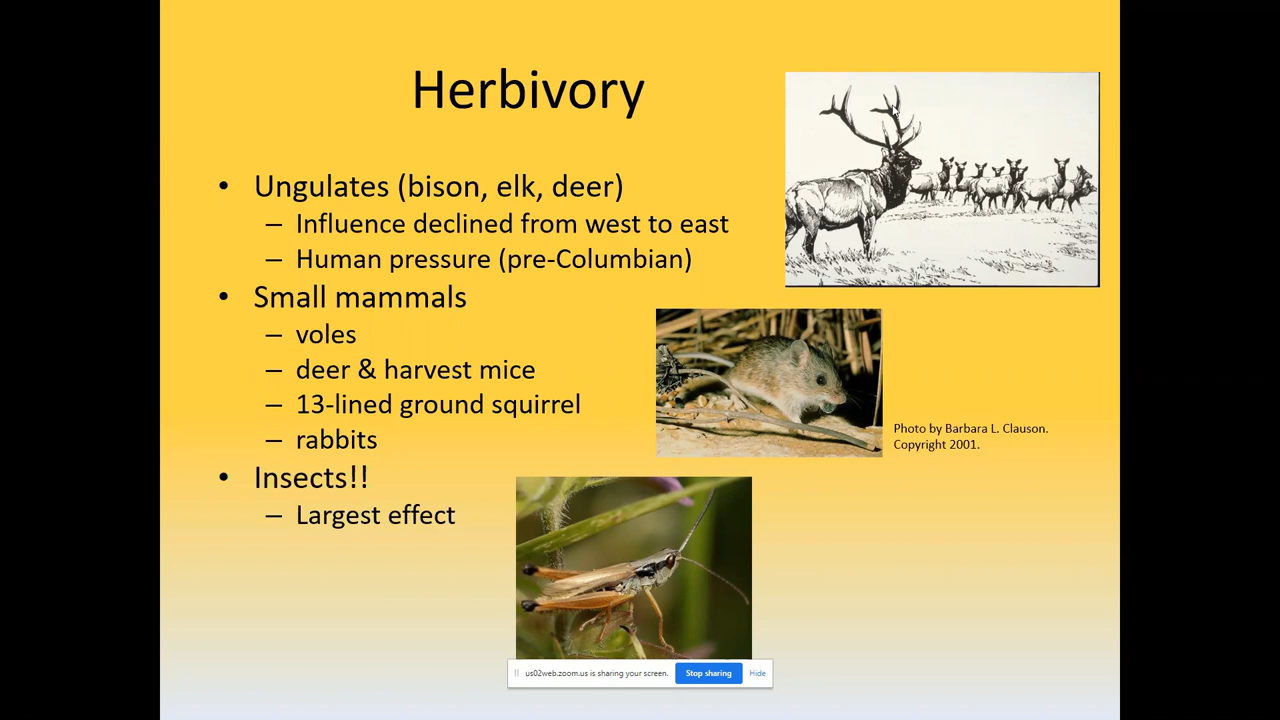 Herbivory
• Ungulates (bison, elk, deer)
– Influence declined from west to east
– Human pressure (pre-Columbian)
• Small mammals
– voles
– deer & harvest mice
– 13-lined ground squirrel
– rabbits
• Insects!!
– Largest effect
Photo by Barbara L. Clauson.
Copyright 2001.
us02web.zoom.us is sharing your screen. Stop sharing Hide